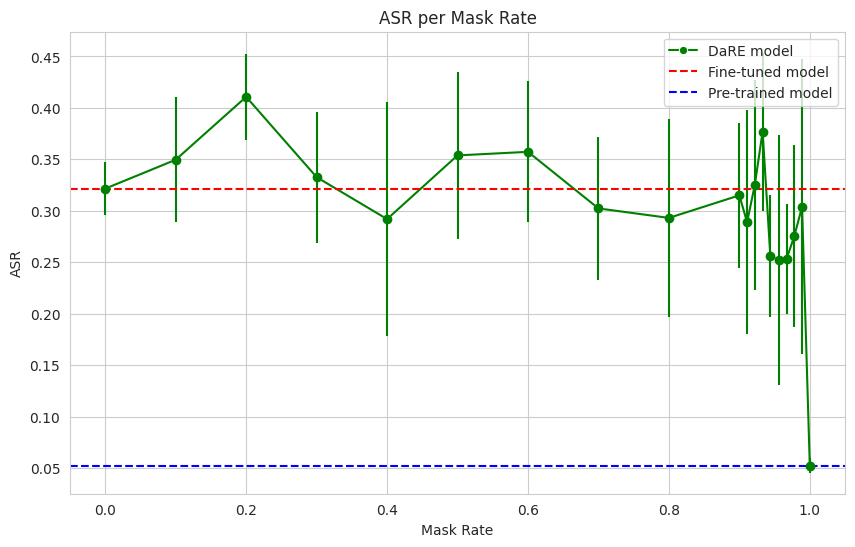 ASR per Mask Rate
DaRE model
Fine-tuned model
Pre-trained model
ASR
0.45
0.40
0.35
0.30
0.25
0.20
0.15
0.10
0.05
0.0
0.2
0.4
0.6
0.8
1.0
Mask Rate